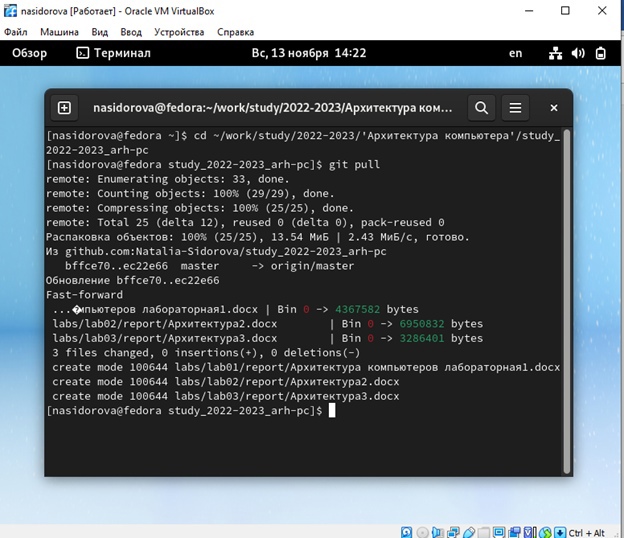 nasidorova [Работает] - Oracle VM VirtualBox
Файл Машина Вид Ввод Устройства Справка
Обзор Терминал Вс, 13 ноября 14:22 en
nasidorova@fedora:~/work/study/2022-2023/Архитектура ком...
[nasidorova@fedora ~]$ cd ~/work/study/2022-2023/'Архитектура компьютера'/study_
2022-2023_arh-pc
[nasidorova@fedora study_2022-2023_arh-pc]$ git pull
remote: Enumerating objects: 33, done.
remote: Counting objects: 100% (29/29), done.
remote: Compressing objects: 100% (25/25), done.
remote: Total 25 (delta 12), reused 0 (delta 0), pack-reused 0
Распаковка объектов: 100% (25/25), 13.54 МиБ | 2.43 МиБ/с, готово.
Из github.com:Natalia-Sidorova/study_2022-2023_arh-pc
bffce70..ec22e66 master -> origin/master
Обновление bffce70..ec22e66
Fast-forward
...�мпьютеров лабораторная1.docx | Bin 0 -> 4367582 bytes
labs/lab02/report/Архитектура2.docx | Bin 0 -> 6950832 bytes
labs/lab03/report/Архитектура3.docx | Bin 0 -> 3286401 bytes
3 files changed, 0 insertions(+), 0 deletions(-)
create mode 100644 labs/lab01/report/Архитектура компьютеров лабораторная1.docx
create mode 100644 labs/lab02/report/Архитектура2.docx
create mode 100644 labs/lab03/report/Архитектура3.docx
[nasidorova@fedora study_2022-2023_arh-pc]$
Ctrl + Alt